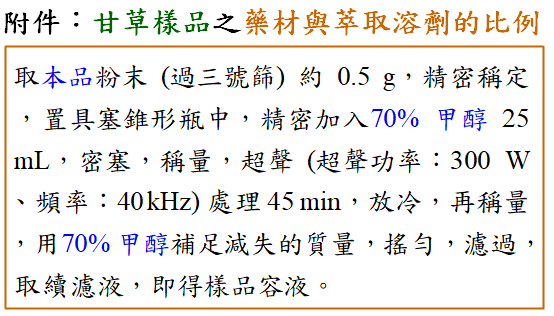 附件：甘草樣品之藥材與萃取溶劑的比例
取本品粉末 (過三號篩) 約 0.5 g，精密稱定
，置具塞錐形瓶中，精密加入70% 甲醇 25
mL，密塞，稱量，超聲 (超聲功率：300 W
、頻率：40 kHz) 處理 45 min，放冷，再稱量
，用70% 甲醇補足減失的質量，搖勻，濾過，
取續濾液，即得樣品容液。